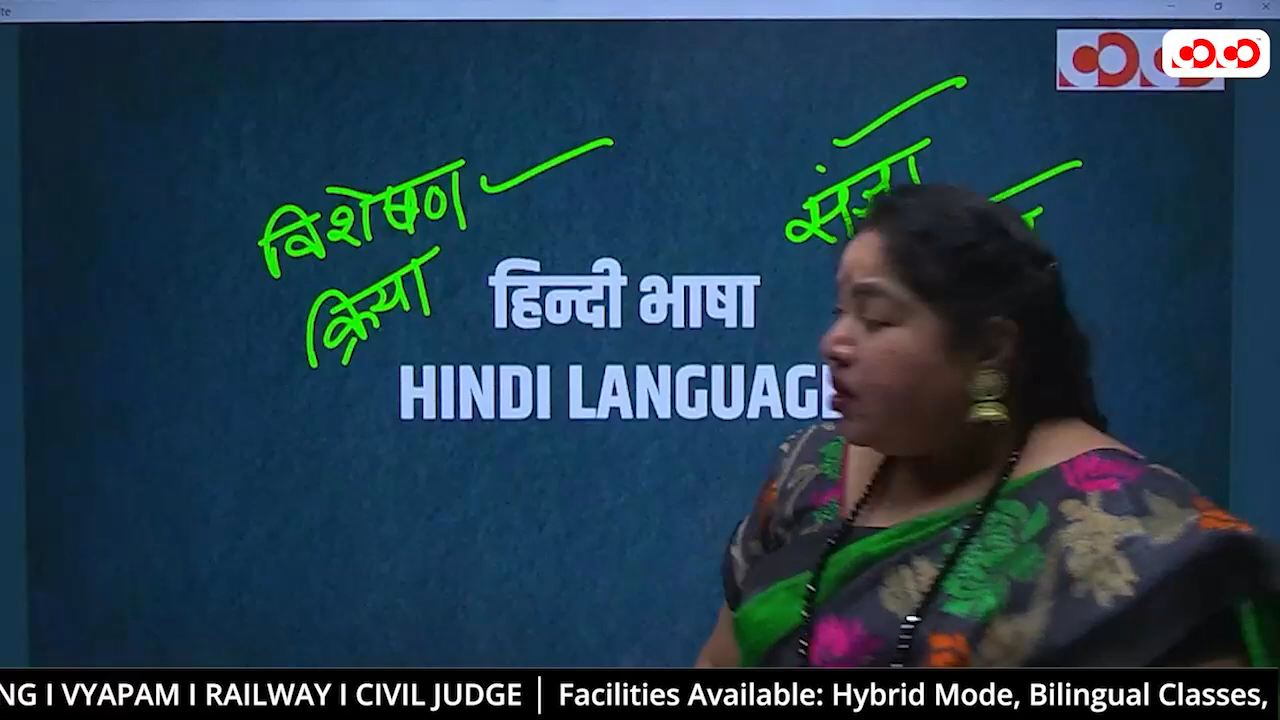 विशेषण
संज्ञा
क्रिया
हिन्दी भाषा
HINDI LANGUAGE
NG I VYAPAM I RAILWAY I CIVIL JUDGE | Facilities Available: Hybrid Mode, Bilingual Classes,